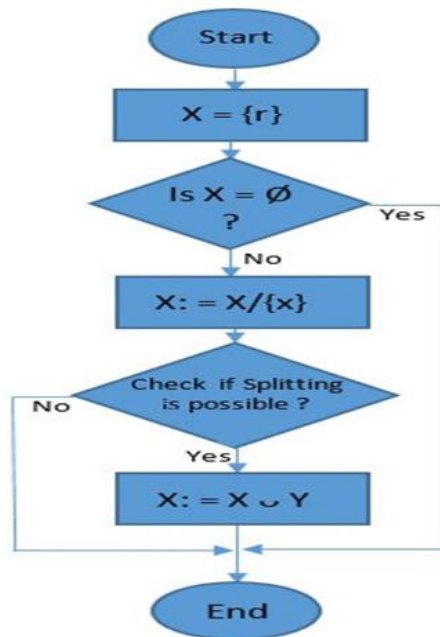 Start
X = {r}
Is X = Ø
?
Yes
No
X: = X/{x}
Check if Splitting
is possible ?
No
Yes
X: = X ᴗ Y
End